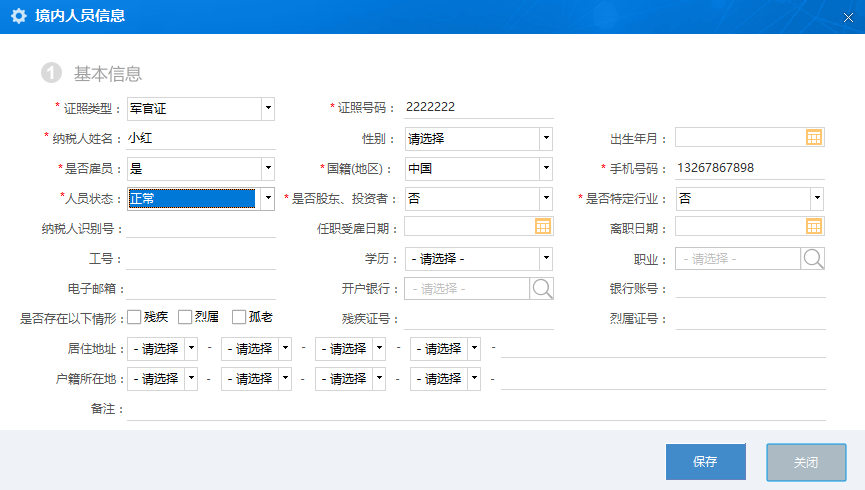 境内人员信息
1 基本信息
* 证照类型： 军官证 * 证照号码： 2222222
* 纳税人姓名： 小红 性别： 请选择 出生年月：
* 是否雇员： 是 * 国籍(地区)： 中国 * 手机号码： 13267867898
*人员状态： 正常 * 是否股东、投资者： 否 * 是否特定行业： 否
纳税人识别号： 任职受雇日期： 离职日期：
工号： 学历： - 请选择 - 职业： - 请选择 -
电子邮箱： 开户银行： - 请选择 - 银行账号：
是否存在以下情形： 残疾 烈属 孤老 残疾证号： 烈属证号：
居住地址： - 请选择 - - 请选择 - - 请选择 - - 请选择 -
户籍所在地： - 请选择 - - 请选择 - - 请选择 - - 请选择 -
备注：
保存 关闭